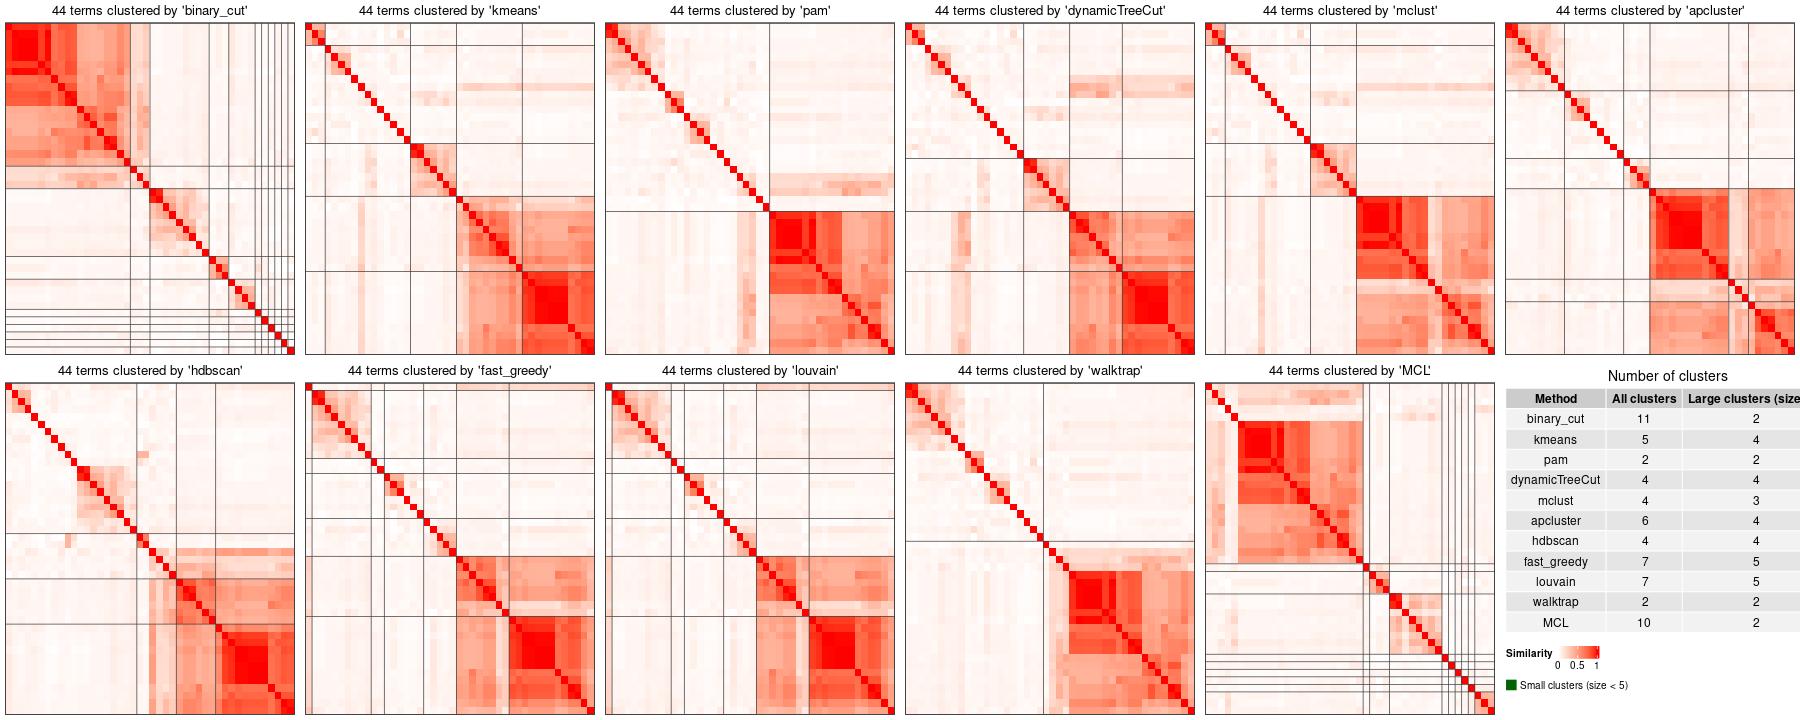 44 terms clustered by 'binary_cut'
44 terms clustered by 'kmeans'
44 terms clustered by 'pam'
44 terms clustered by 'dynamicTreeCut'
44 terms clustered by 'mclust'
44 terms clustered by 'apcluster'
44 terms clustered by 'hdbscan'
44 terms clustered by 'fast_greedy'
44 terms clustered by 'louvain'
44 terms clustered by 'walktrap'
44 terms clustered by 'MCL'
Number of clusters
Method All clusters Large clusters (size
binary_cut 11 2
kmeans 5 4
pam 2 2
dynamicTreeCut 4 4
mclust 4 3
apcluster 6 4
hdbscan 4 4
fast_greedy 7 5
louvain 7 5
walktrap 2 2
MCL 10 2
Similarity
0 0.5 1
Small clusters (size < 5)